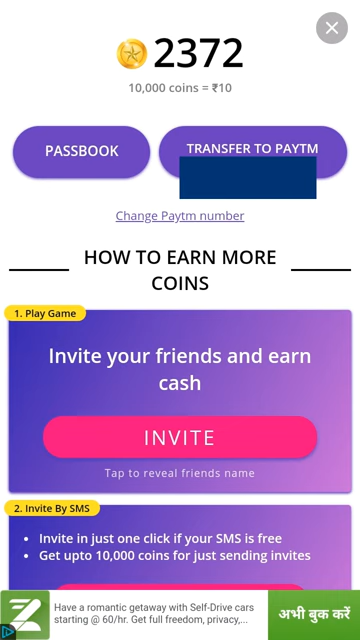 2372
10,000 coins = ₹10
PASSBOOK
TRANSFER TO PAYTM
Change Paytm number
HOW TO EARN MORE
COINS
1. Play Game
Invite your friends and earn
cash
INVITE
Tap to reveal friends name
2. Invite By SMS
• Invite in just one click if your SMS is free
• Get upto 10,000 coins for just sending invites
Have a romantic getaway with Self-Drive cars
starting @ 60/hr. Get full freedom, privacy,...
अभी बुक करें